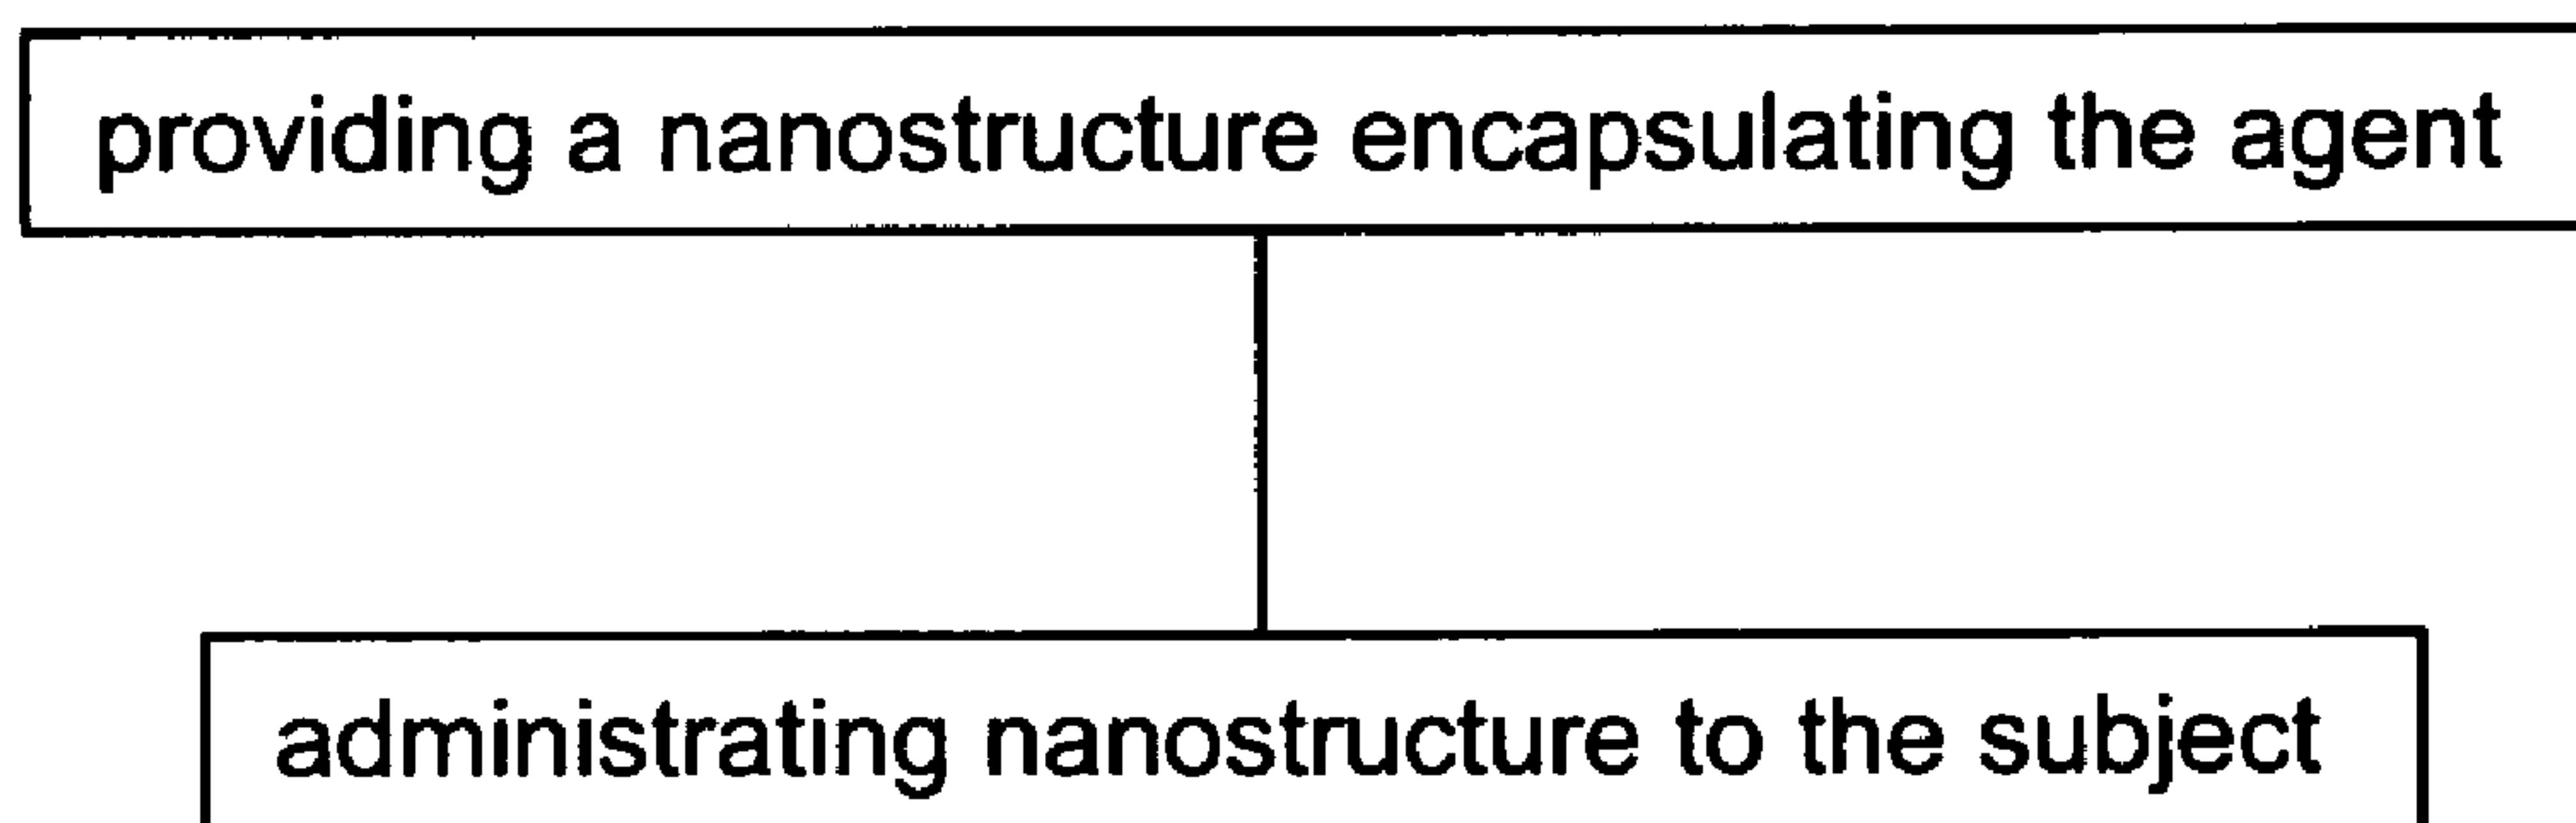 providing a nanostructure encapsulating the agent
administrating nanostructure to the subject